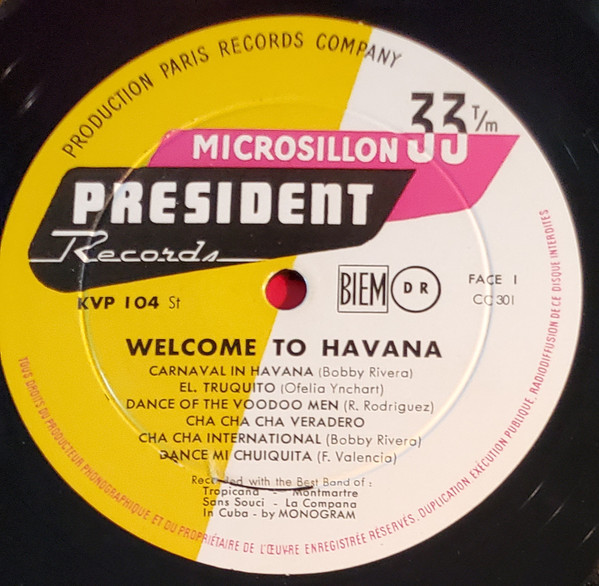 PRODUCTION PARIS RECORDS COMPANY
33 T/m
MICROSILLON
PRESIDENT
Records
BIEM
DR
FACE 1
CC 301
KVP 104 St
WELCOME TO HAVANA
CARNAVAL IN HAVANA (Bobby Rivera)
EL. TRUQUITO (Ofelia Ynchart)
DANCE OF THE VOODOO MEN (R. Rodriguez)
CHA CHA CHA VERADERO
CHA CHA INTERNATIONAL (Bobby Rivera)
DANCE MI CHUIQUITA (F. Valencia)
Recorded with the Best Band of :
Tropicana - Montmartre
Sans Souci - La Compana
In Cuba - by MONOGRAM
TOUS DROITS DU PRODUCTEUR PHONOGRAPHIQUE ET DU PROPRIÉTAIRE DE L'ŒUVRE ENREGISTRÉE RÉSERVÉS, DUPLICATION EXÉCUTION PUBLIQUE, RADIODIFFUSION DE CE DISQUE INTERDITES